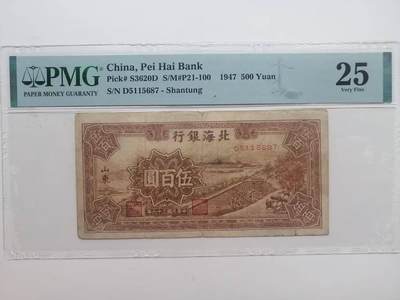 PMG
PAPER MONEY GUARANTY
China, Pei Hai Bank
Pick# S3620D S/M#P21-100 1947 500 Yuan
S/N D5115687 - Shantung
25
Very Fine
行銀海北
D5115687
山東
圓百伍